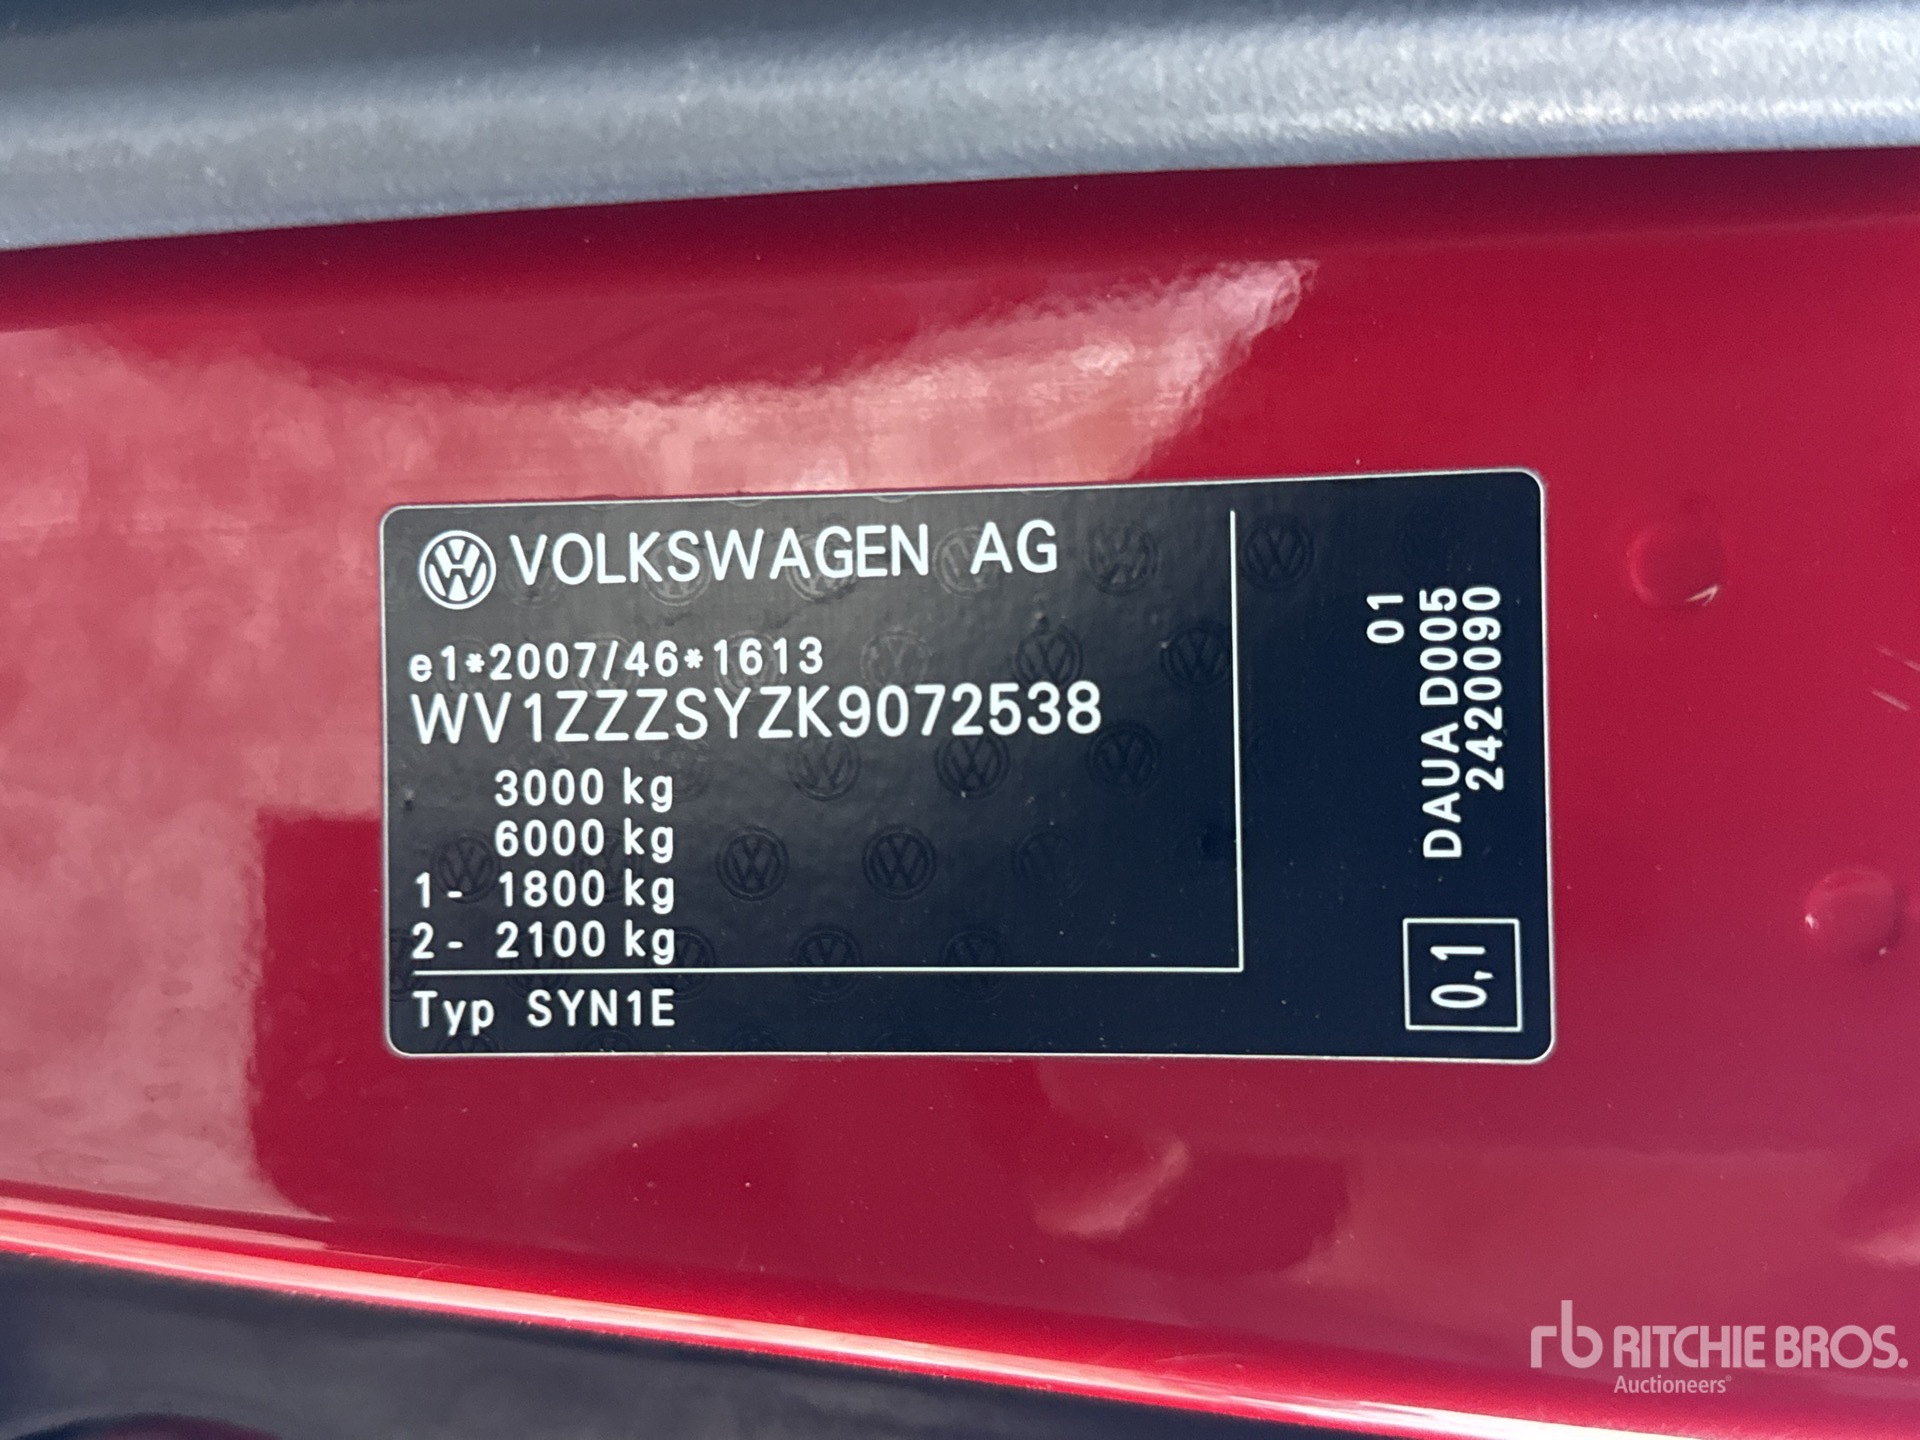 VOLKSWAGEN AG
e1*2007/46*1613
WV1ZZZSYZK9072538
3000 kg
6000 kg
1- 1800 kg
2- 2100 kg
Typ SYN1E
01
DAUA D005
2420090
0,1
rb RITCHIE BROS.
Auctioneers®